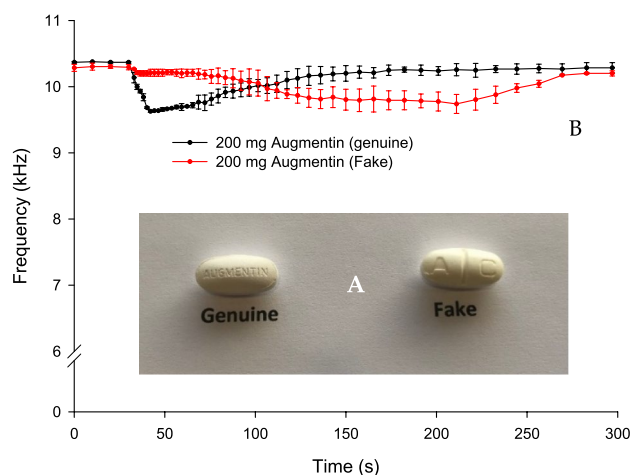 11
10
9
8
7
6
0
Frequency (kHz)
200 mg Augmentin (genuine)
200 mg Augmentin (Fake)
B
AUGMENTIN
A C
A
Genuine
Fake
0 50 100 150 200 250 300
Time (s)